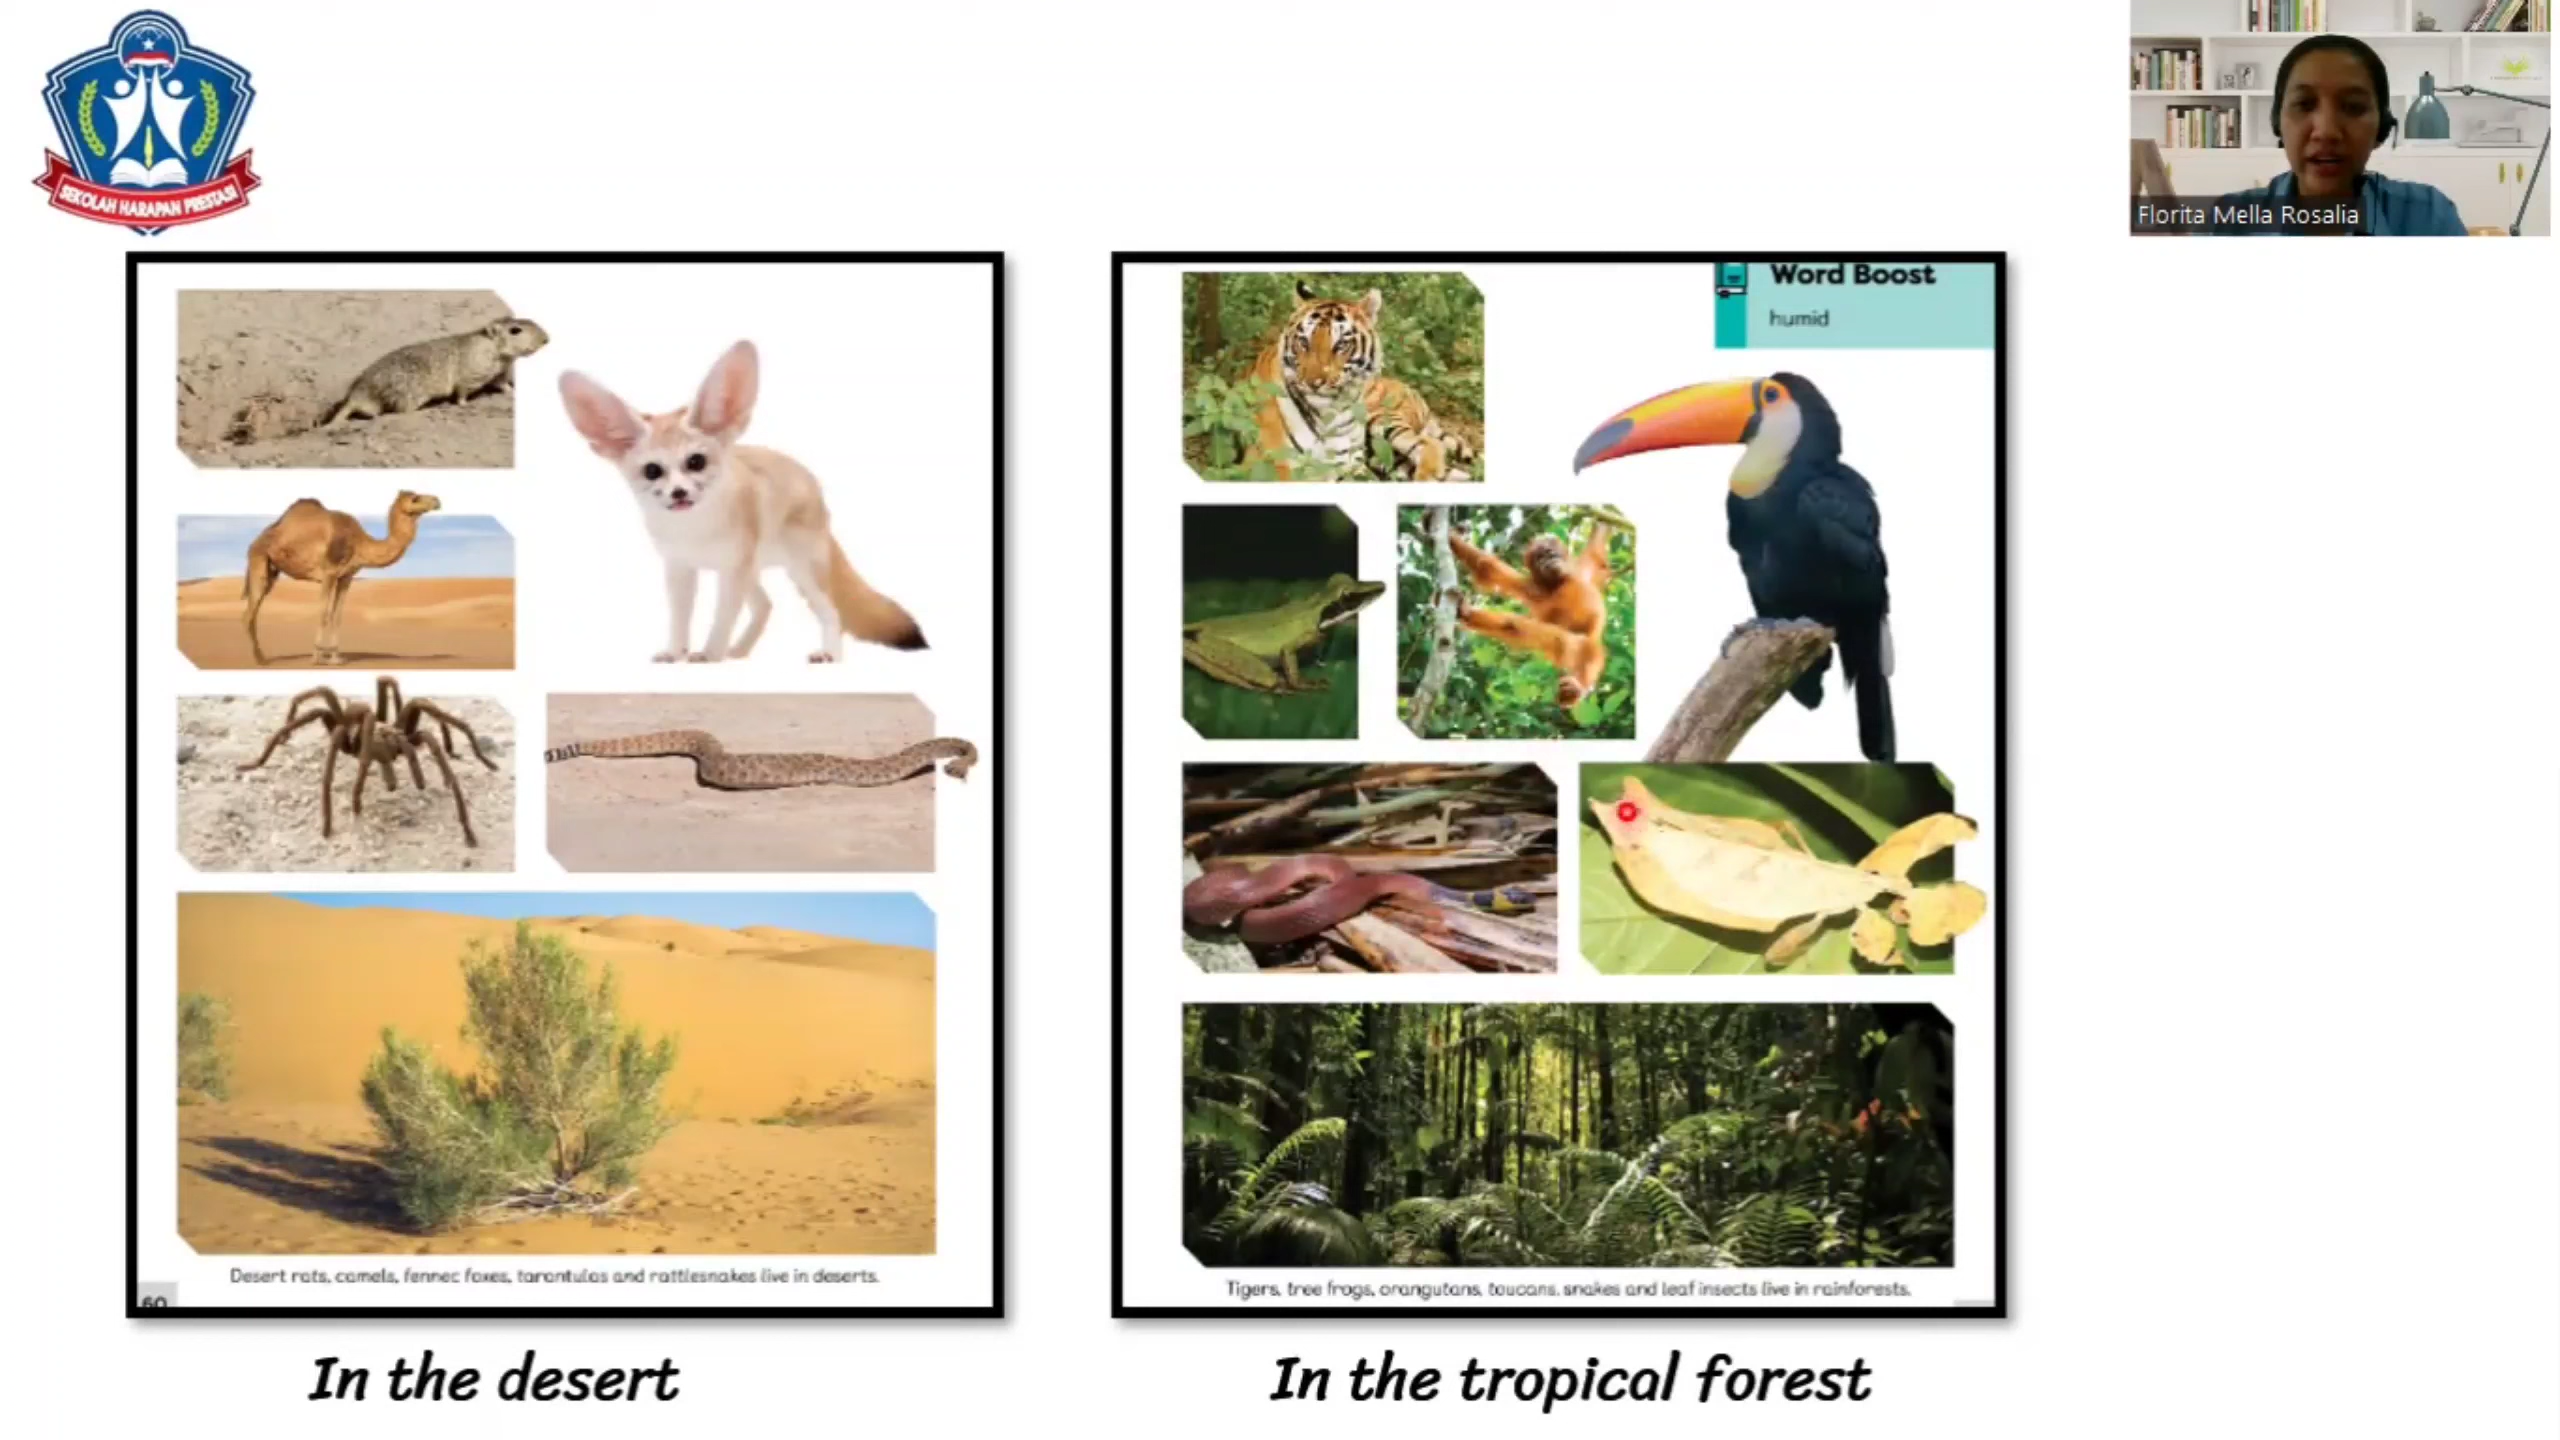 SEKOLAH HARAPAN PRESTASI
Florita Mella Rosalia
Word Boost
humid
Desert rats, camels, fennec foxes, tarantulas and rattlesnakes live in deserts.
60
Tigers, tree frogs, orangutans, toucans, snakes and leaf insects live in rainforests.
In the desert
In the tropical forest